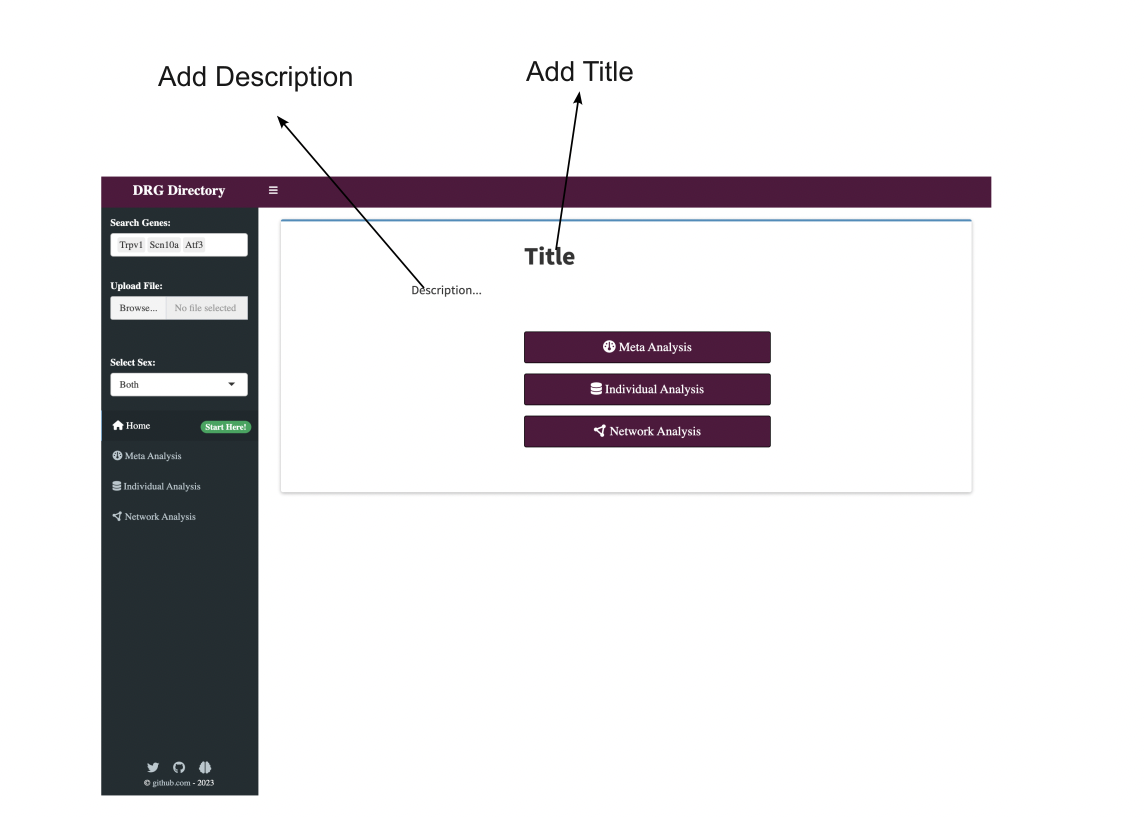 Add Description
Add Title
DRG Directory
Search Genes:
Trpv1 Scn10a Atf3
Upload File:
Browse... No file selected
Select Sex:
Both
Home Start Here!
Meta Analysis
Individual Analysis
Network Analysis
© github.com - 2023
Title
Description...
Meta Analysis
Individual Analysis
Network Analysis